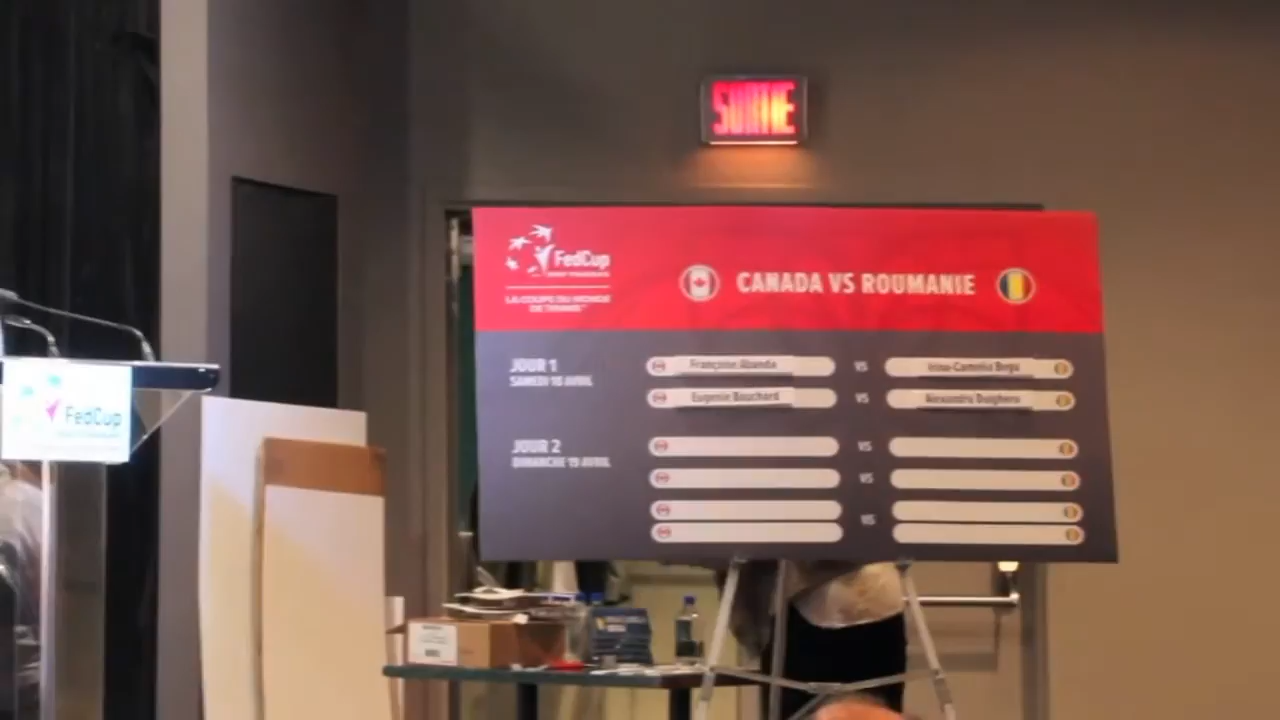 SORTIE
FedCup
LA COUPE DU MONDE
DE TENNIS
CANADA VS ROUMANIE
JOUR 1
SAMEDI 18 AVRIL
Françoise Abanda VS Irina-Camelia Begu
Eugenie Bouchard VS Alexandra Dulgheru
JOUR 2
DIMANCHE 19 AVRIL
VS
VS
VS
FedCup